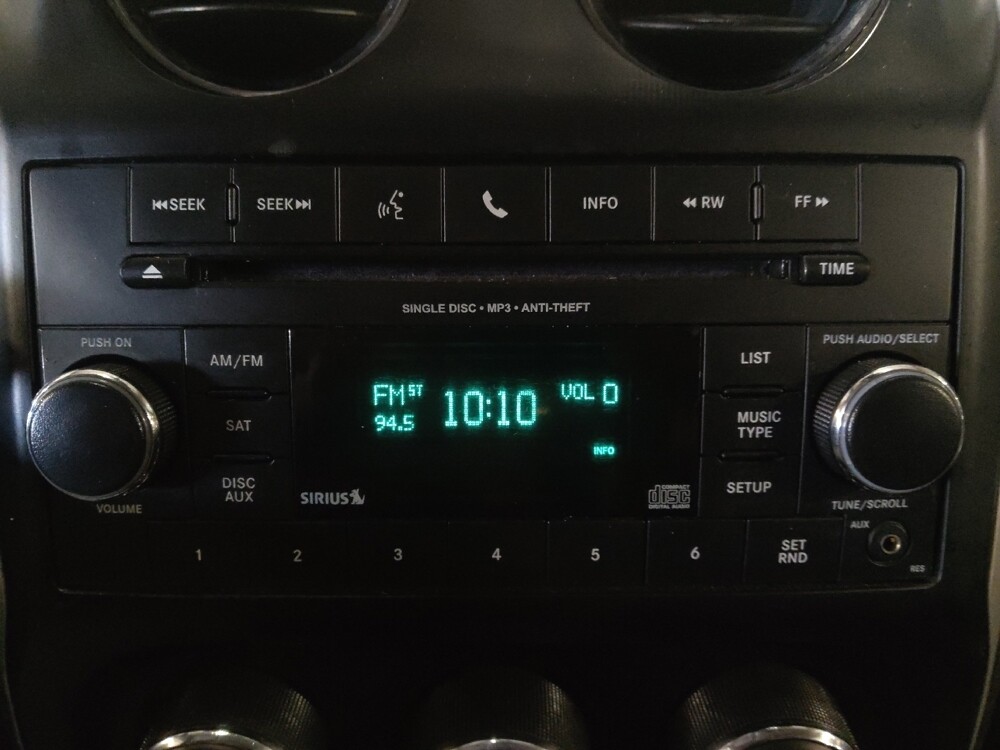 SEEK
SEEK
INFO
RW
FF
TIME
SINGLE DISC • MP3 • ANTI-THEFT
PUSH ON
VOLUME
AM/FM
SAT
DISC
AUX
FM ST
94.5
10:10
VOL 0
INFO
SIRIUS
COMPACT
disc
DIGITAL AUDIO
LIST
MUSIC
TYPE
SETUP
PUSH AUDIO/SELECT
TUNE/SCROLL
1
2
3
4
5
6
SET
RND
AUX
RES